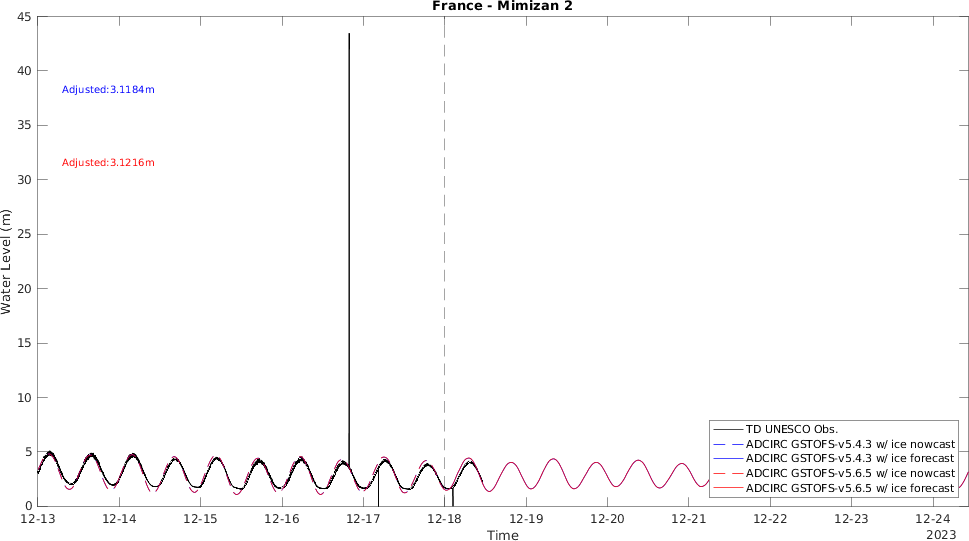 France - Mimizan 2
45
40
35
30
25
20
15
10
5
0
Water Level (m)
Adjusted:3.1184m
Adjusted:3.1216m
TD UNESCO Obs.
ADCIRC GSTOFS-v5.4.3 w/ ice nowcast
ADCIRC GSTOFS-v5.4.3 w/ ice forecast
ADCIRC GSTOFS-v5.6.5 w/ ice nowcast
ADCIRC GSTOFS-v5.6.5 w/ ice forecast
12-13 12-14 12-15 12-16 12-17 12-18 12-19 12-20 12-21 12-22 12-23 12-24
Time
2023